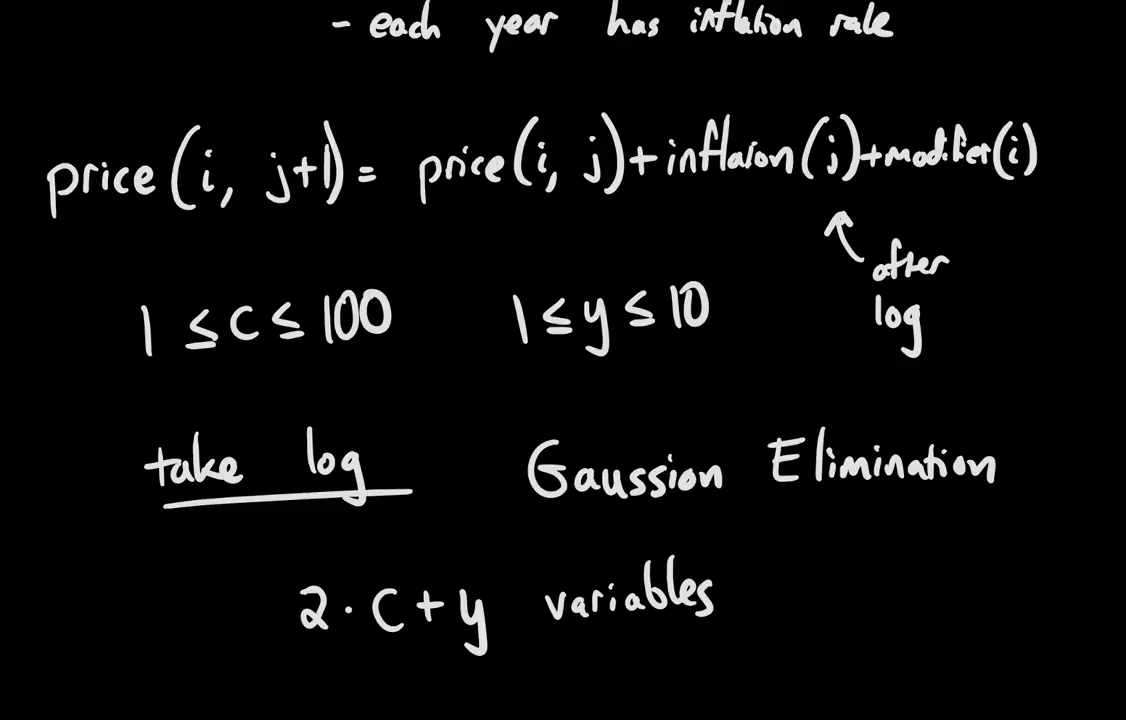 - each year has inflation rate
price(i, j+1) = price(i, j)+inflaion(j)+modifier(i)
after
log
1 ≤ c ≤ 100 1 ≤ y ≤ 10
take log Gaussion Elimination
2 · c + y variables